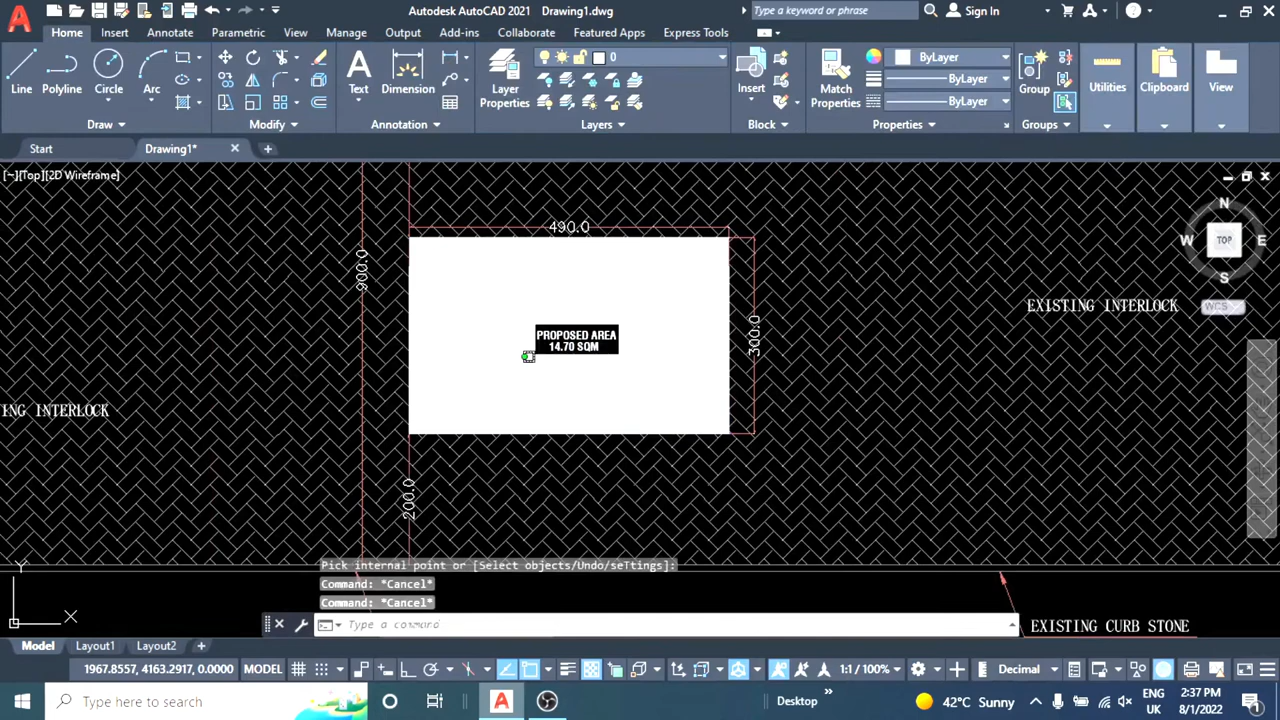 Autodesk AutoCAD 2021 Drawing1.dwg
Type a keyword or phrase
Sign In
Home Insert Annotate Parametric View Manage Output Add-ins Collaborate Featured Apps Express Tools
Line Polyline Circle Arc
Text Dimension
Layer Properties
0
Insert
Match Properties
ByLayer
ByLayer
ByLayer
Group
Utilities
Clipboard
View
Draw Modify Annotation Layers Block Properties Groups
Start Drawing1*
[−][Top][2D Wireframe]
N
W TOP E
S
WCS
490.0
900.0
300.0
200.0
PROPOSED AREA
14.70 SQM
EXISTING INTERLOCK
ING INTERLOCK
Pick internal point or [Select objects/Undo/seTtings]:
Command: *Cancel*
Command: *Cancel*
Type a command
EXISTING CURB STONE
Y
X
Model Layout1 Layout2
1967.8557, 4163.2917, 0.0000 MODEL 1:1 / 100% Decimal
Type here to search
Desktop
42°C Sunny
ENG
UK
2:37 PM
8/1/2022